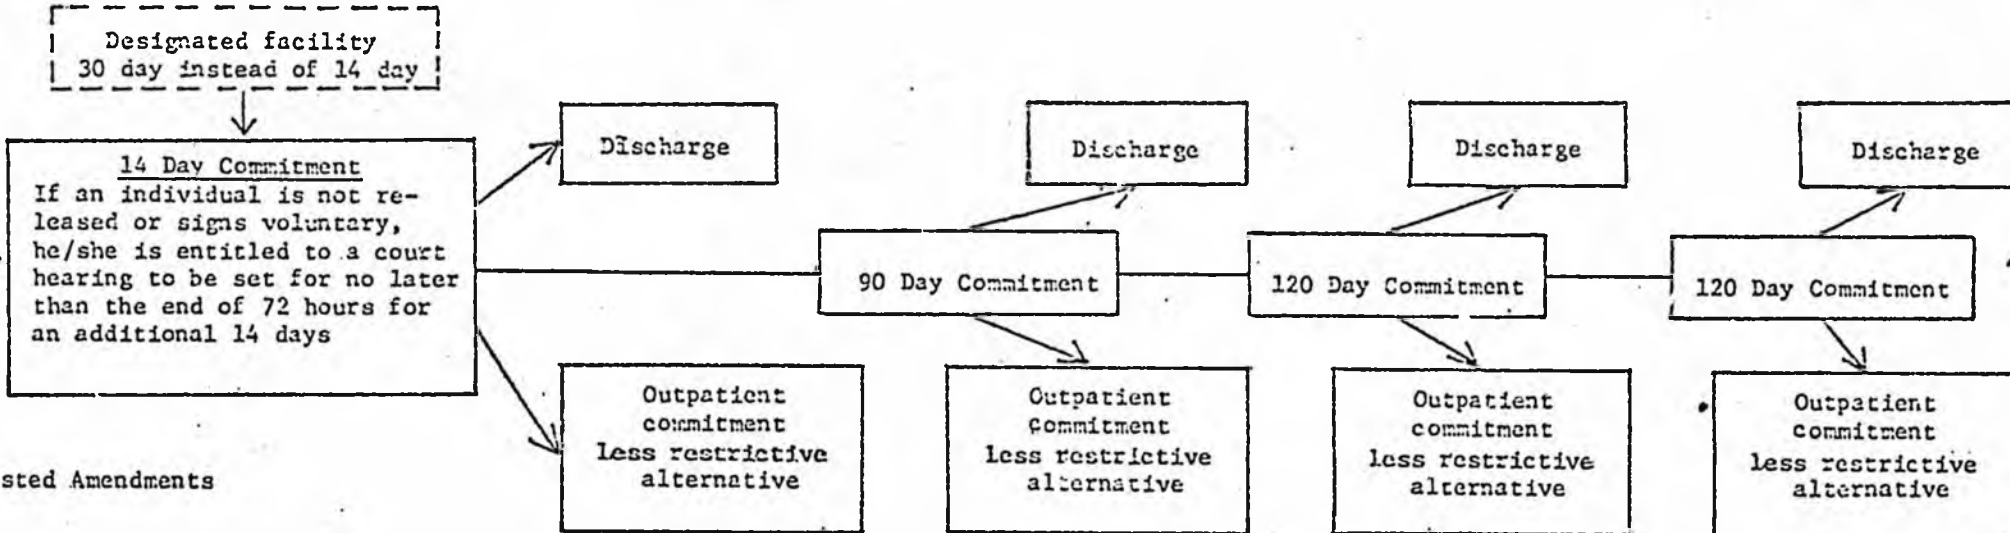 Designated facility
30 day instead of 14 day
14 Day Commitment
If an individual is not re-
leased or signs voluntary,
he/she is entitled to a court
hearing to be set for no later
than the end of 72 hours for
an additional 14 days
Discharge
Discharge
Discharge
Discharge
90 Day Commitment
120 Day Commitment
120 Day Commitment
Outpatient
commitment
less restrictive
alternative
Outpatient
commitment
less restrictive
alternative
Outpatient
commitment
less restrictive
alternative
Outpatient
commitment
less restrictive
alternative
sted Amendments